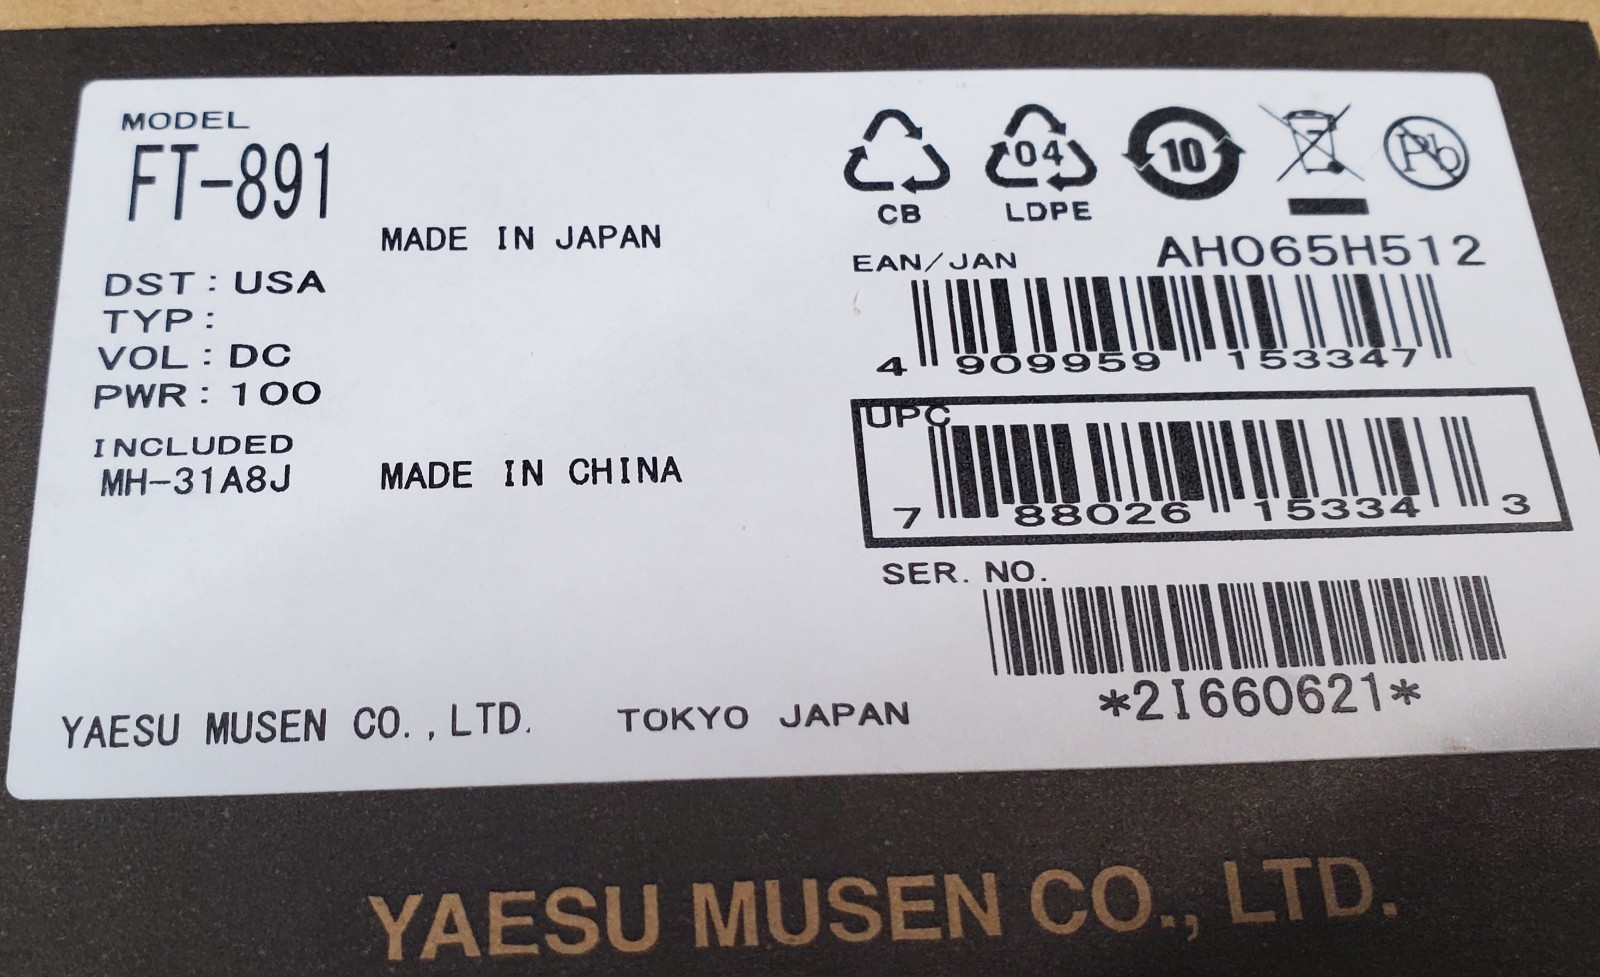 MODEL
FT-891
MADE IN JAPAN
DST : USA
TYP :
VOL : DC
PWR : 100
INCLUDED
MH-31A8J MADE IN CHINA
YAESU MUSEN CO.,LTD. TOKYO JAPAN
04
10
Pb
CB
LDPE
EAN/JAN
AH065H512
4 909959 153347
UPC
7 88026 15334 3
SER. NO.
*2I660621*
YAESU MUSEN CO., LTD.